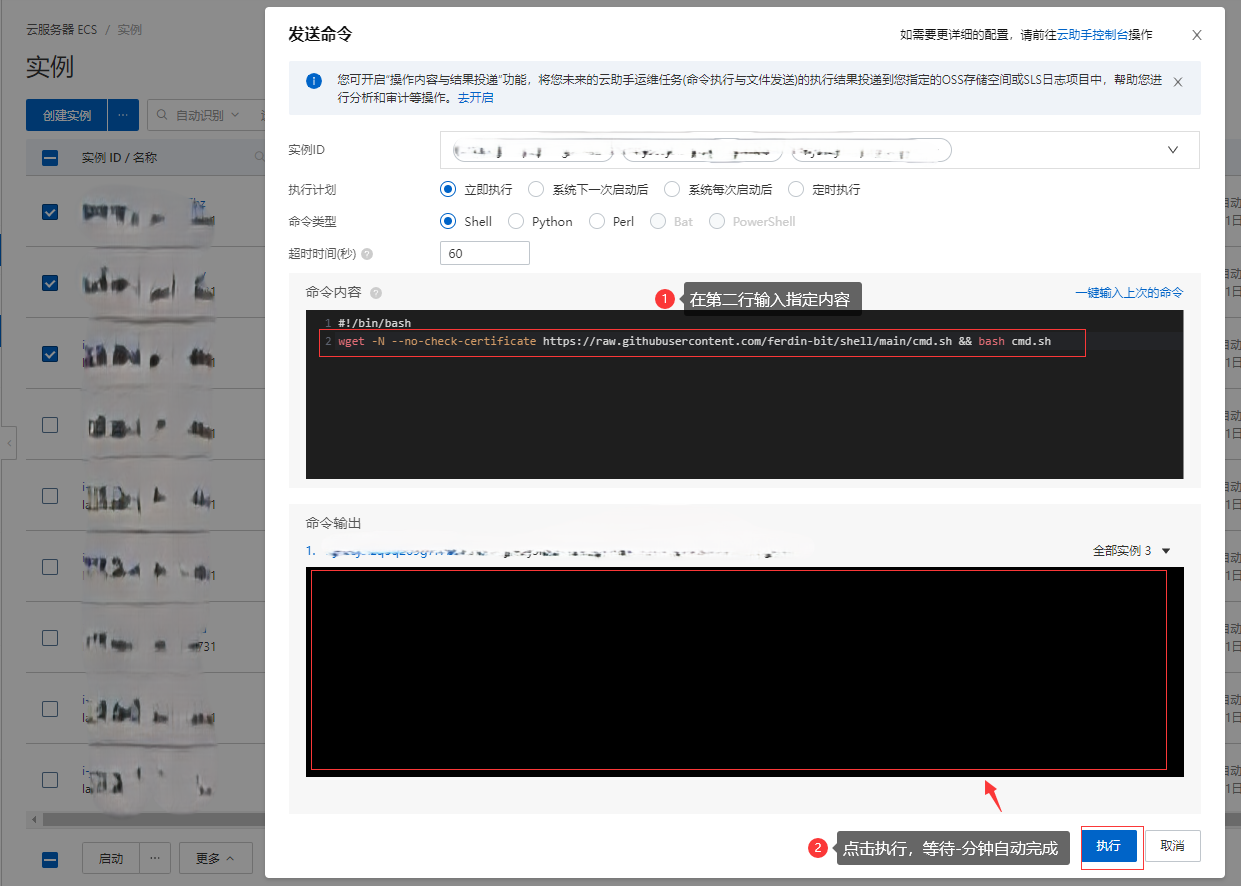 云服务器 ECS / 实例
实例
创建实例 ···
自动识别
实例 ID / 名称
启动 ··· 更多
发送命令
如需要更详细的配置，请前往云助手控制台操作
您可开启“操作内容与结果投递”功能，将您未来的云助手运维任务(命令执行与文件发送)的执行结果投递到您指定的OSS存储空间或SLS日志项目中，帮助您进
行分析和审计等操作。去开启
实例ID
执行计划 立即执行 系统下一次启动后 系统每次启动后 定时执行
命令类型 Shell Python Perl Bat PowerShell
超时时间(秒) ? 60
命令内容 ?
1 在第二行输入指定内容
一键输入上次的命令
1 #!/bin/bash
2 wget -N --no-check-certificate https://raw.githubusercontent.com/ferdin-bit/shell/main/cmd.sh && bash cmd.sh
命令输出
1.
全部实例 3
2 点击执行，等待-分钟自动完成
执行 取消